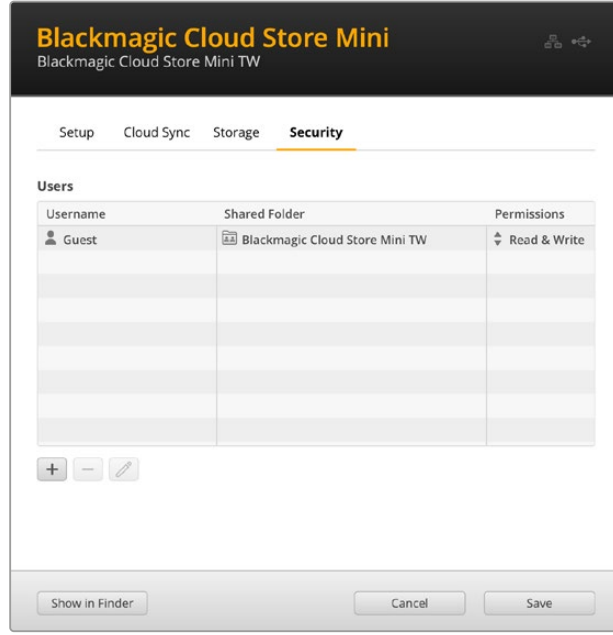 Blackmagic Cloud Store Mini
Blackmagic Cloud Store Mini TW
Setup Cloud Sync Storage Security
Users
Username Shared Folder Permissions
Guest Blackmagic Cloud Store Mini TW Read & Write
Show in Finder Cancel Save